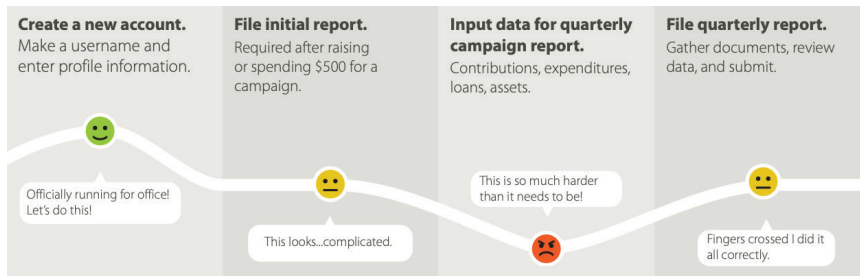 Create a new account.
Make a username and
enter profile information.
Officially running for office!
Let's do this!
File initial report.
Required after raising
or spending $500 for a
campaign.
This looks...complicated.
Input data for quarterly
campaign report.
Contributions, expenditures,
loans, assets.
This is so much harder
than it needs to be!
File quarterly report.
Gather documents, review
data, and submit.
Fingers crossed I did it
all correctly.